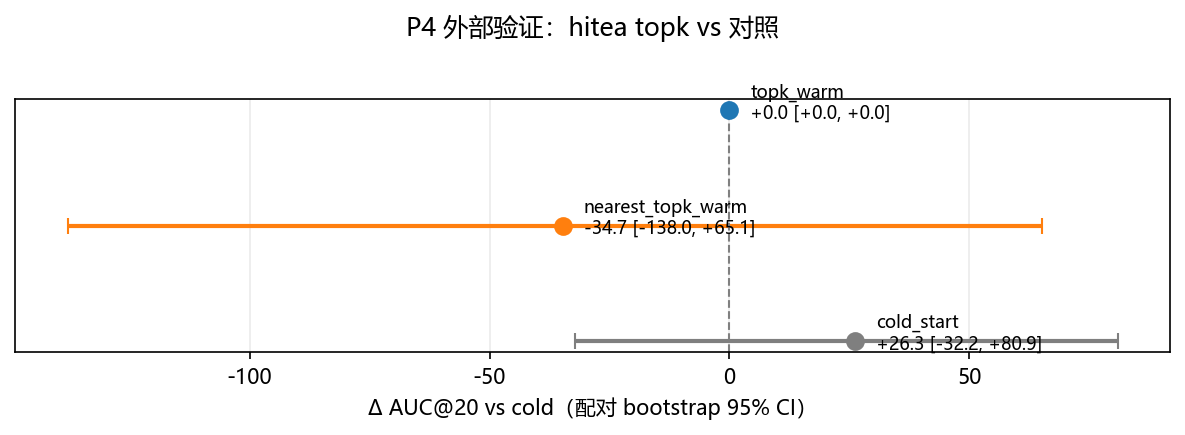 P4 外部验证：hitea topk vs 对照
topk_warm
+0.0 [+0.0, +0.0]
nearest_topk_warm
-34.7 [-138.0, +65.1]
cold_start
+26.3 [-32.2, +80.9]
-100 -50 0 50
Δ AUC@20 vs cold（配对 bootstrap 95% CI）